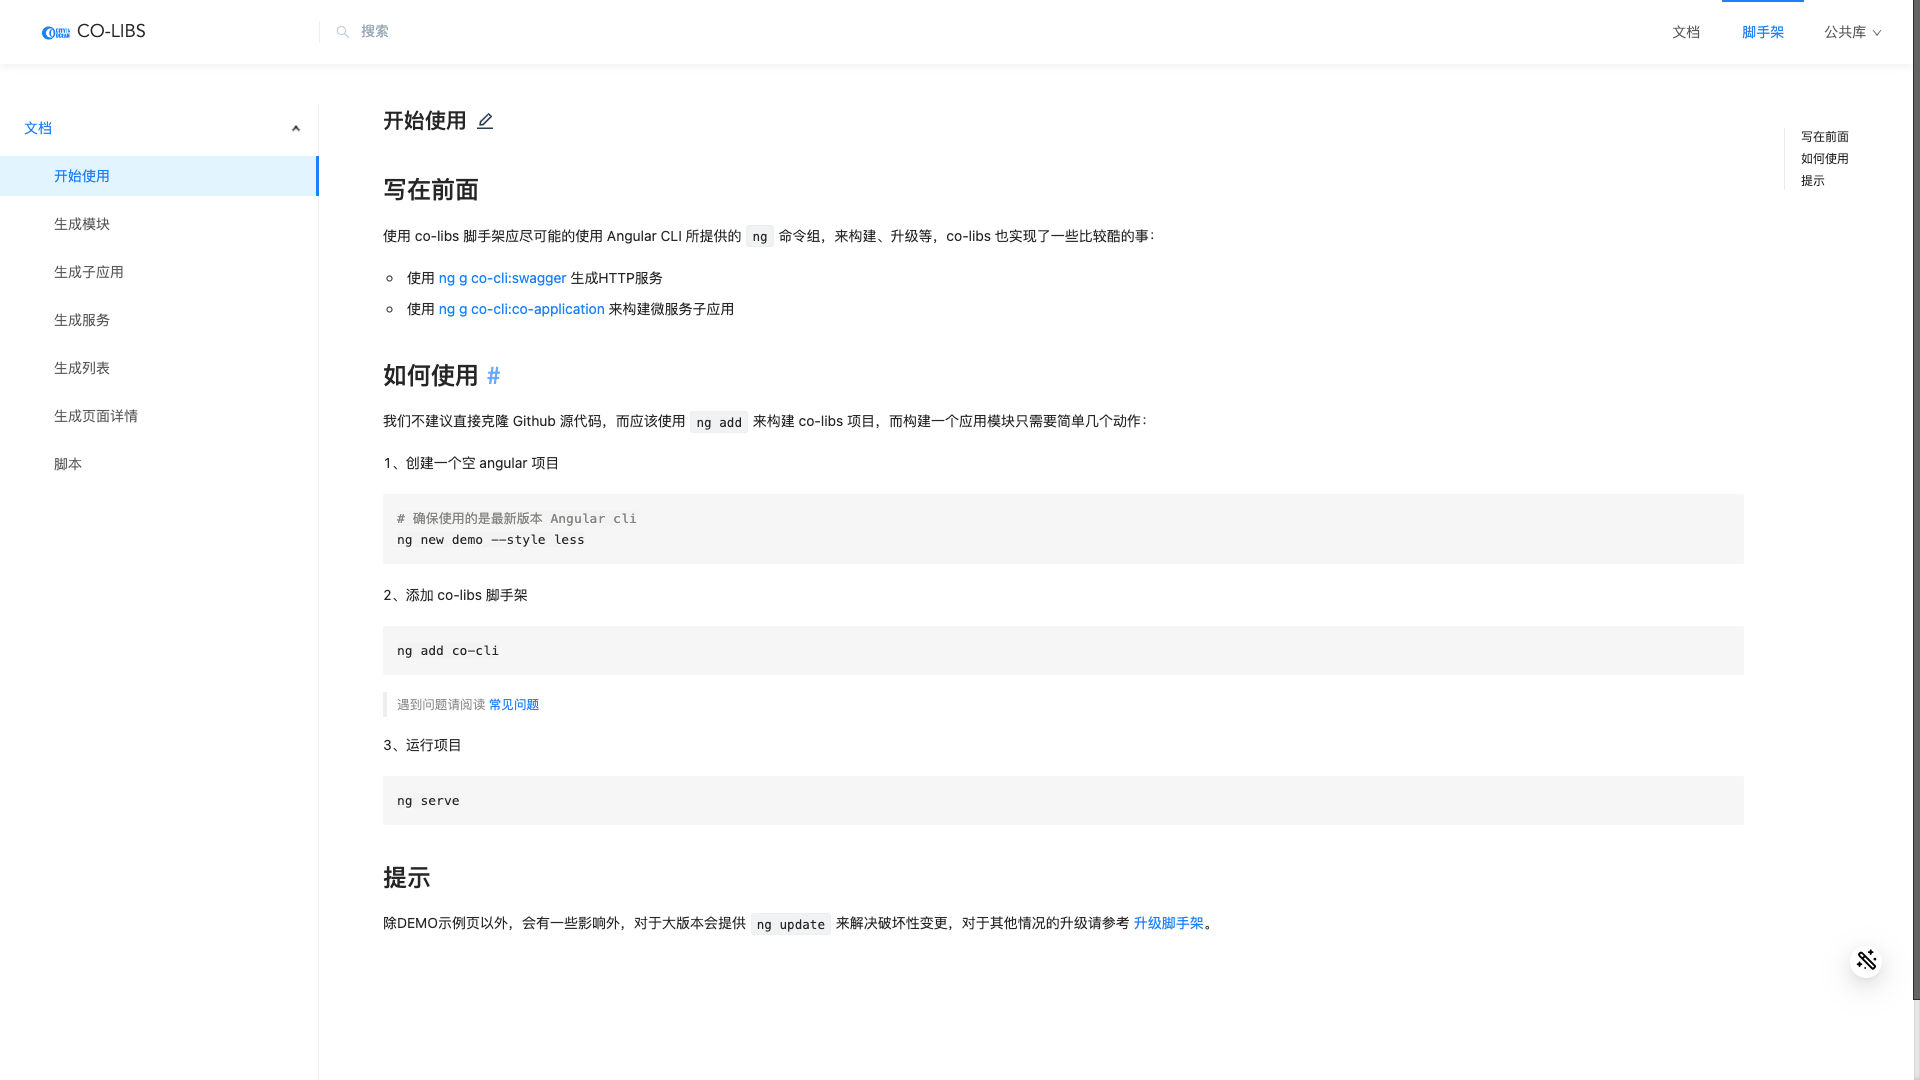 CO-LIBS
搜索
文档
脚手架
公共库
文档
开始使用
生成模块
生成子应用
生成服务
生成列表
生成页面详情
脚本
开始使用
写在前面
使用 co-libs 脚手架应尽可能的使用 Angular CLI 所提供的 ng 命令组，来构建、升级等，co-libs 也实现了一些比较酷的事：
使用 ng g co-cli:swagger 生成HTTP服务
使用 ng g co-cli:co-application 来构建微服务子应用
如何使用 #
我们不建议直接克隆 Github 源代码，而应该使用 ng add 来构建 co-libs 项目，而构建一个应用模块只需要简单几个动作：
1、创建一个空 angular 项目
# 确保使用的是最新版本 Angular cli
ng new demo --style less
2、添加 co-libs 脚手架
ng add co-cli
遇到问题请阅读 常见问题
3、运行项目
ng serve
提示
除DEMO示例页以外，会有一些影响外，对于大版本会提供 ng update 来解决破坏性变更，对于其他情况的升级请参考 升级脚手架。
写在前面
如何使用
提示